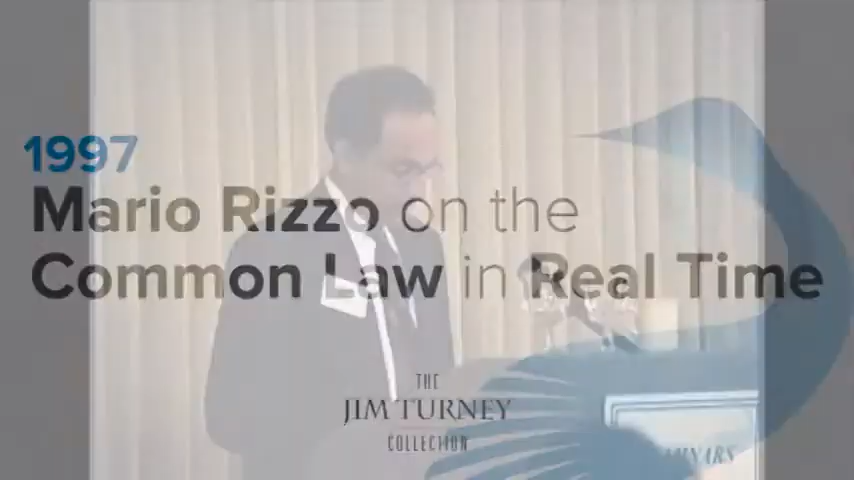 1997
Mario Rizzo on the
Common Law in Real Time
THE
JIM TURNEY
COLLECTION